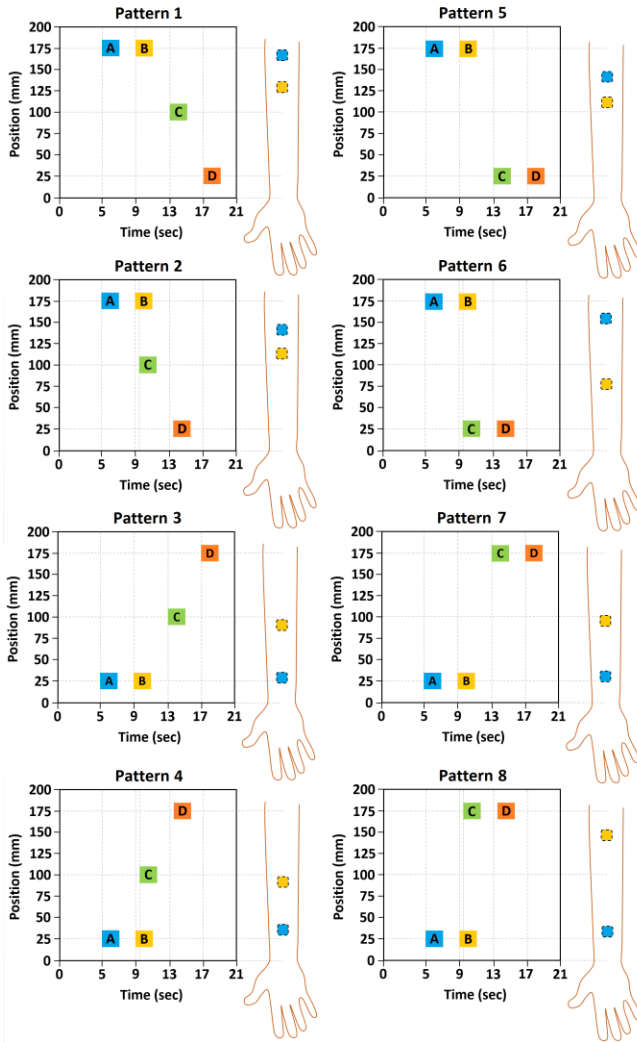 Pattern 1
200
175
150
125
100
75
50
25
0
Position (mm)
A
B
C
D
0
5
9
13
17
21
Time (sec)
Pattern 5
200
175
150
125
100
75
50
25
0
Position (mm)
A
B
C
D
0
5
9
13
17
21
Time (sec)
Pattern 2
200
175
150
125
100
75
50
25
0
Position (mm)
A
B
C
D
0
5
9
13
17
21
Time (sec)
Pattern 6
200
175
150
125
100
75
50
25
0
Position (mm)
A
B
C
D
0
5
9
13
17
21
Time (sec)
Pattern 3
200
175
150
125
100
75
50
25
0
Position (mm)
D
C
A
B
0
5
9
13
17
21
Time (sec)
Pattern 7
200
175
150
125
100
75
50
25
0
Position (mm)
C
D
A
B
0
5
9
13
17
21
Time (sec)
Pattern 4
200
175
150
125
100
75
50
25
0
Position (mm)
D
C
A
B
0
5
9
13
17
21
Time (sec)
Pattern 8
200
175
150
125
100
75
50
25
0
Position (mm)
C
D
A
B
0
5
9
13
17
21
Time (sec)